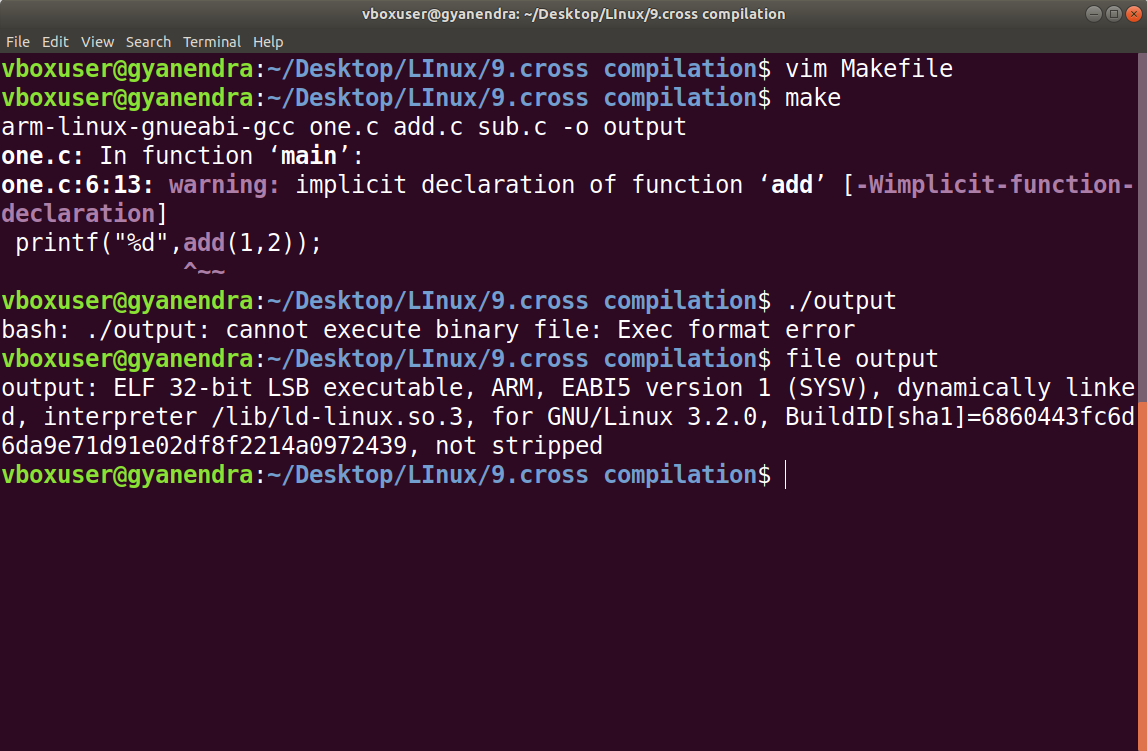 vboxuser@gyanendra: ~/Desktop/LInux/9.cross compilation
File Edit View Search Terminal Help
vboxuser@gyanendra:~/Desktop/LInux/9.cross compilation$ vim Makefile
vboxuser@gyanendra:~/Desktop/LInux/9.cross compilation$ make
arm-linux-gnueabi-gcc one.c add.c sub.c -o output
one.c: In function ‘main’:
one.c:6:13: warning: implicit declaration of function ‘add’ [-Wimplicit-function-
declaration]
 printf("%d",add(1,2));
             ^~~
vboxuser@gyanendra:~/Desktop/LInux/9.cross compilation$ ./output
bash: ./output: cannot execute binary file: Exec format error
vboxuser@gyanendra:~/Desktop/LInux/9.cross compilation$ file output
output: ELF 32-bit LSB executable, ARM, EABI5 version 1 (SYSV), dynamically linke
d, interpreter /lib/ld-linux.so.3, for GNU/Linux 3.2.0, BuildID[sha1]=6860443fc6d
6da9e71d91e02df8f2214a0972439, not stripped
vboxuser@gyanendra:~/Desktop/LInux/9.cross compilation$